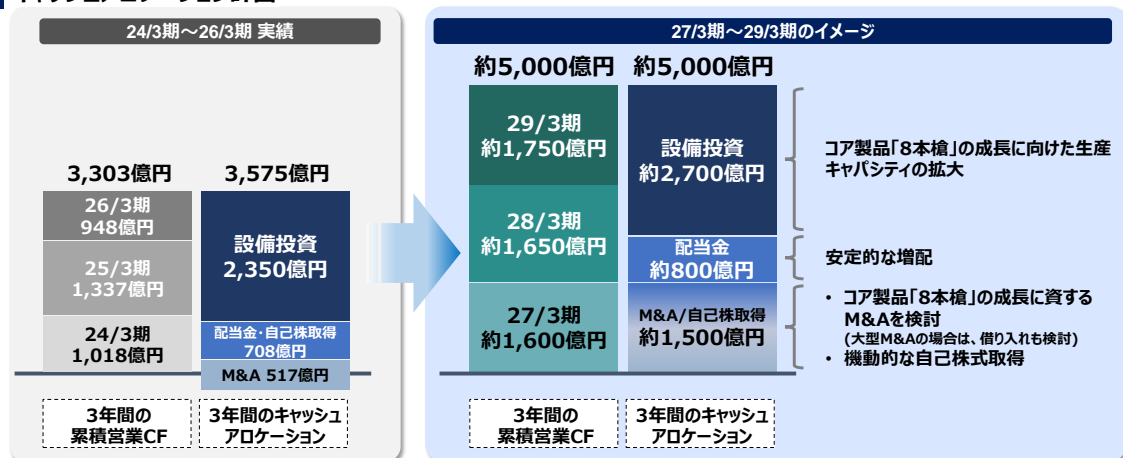 24/3期～26/3期 実績
3,303億円
26/3期
948億円
25/3期
1,337億円
24/3期
1,018億円
3年間の
累積営業CF
3,575億円
設備投資
2,350億円
配当金・自己株取得
708億円
M&A 517億円
3年間のキャッシュ
アロケーション
27/3期～29/3期のイメージ
約5,000億円
29/3期
約1,750億円
28/3期
約1,650億円
27/3期
約1,600億円
3年間の
累積営業CF
約5,000億円
設備投資
約2,700億円
配当金
約800億円
M&A/自己株取得
約1,500億円
3年間のキャッシュ
アロケーション
コア製品「8本槍」の成長に向けた生産
キャパシティの拡大
安定的な増配
• コア製品「8本槍」の成長に資する
M&Aを検討
(大型M&Aの場合は、借り入れも検討)
• 機動的な自己株式取得